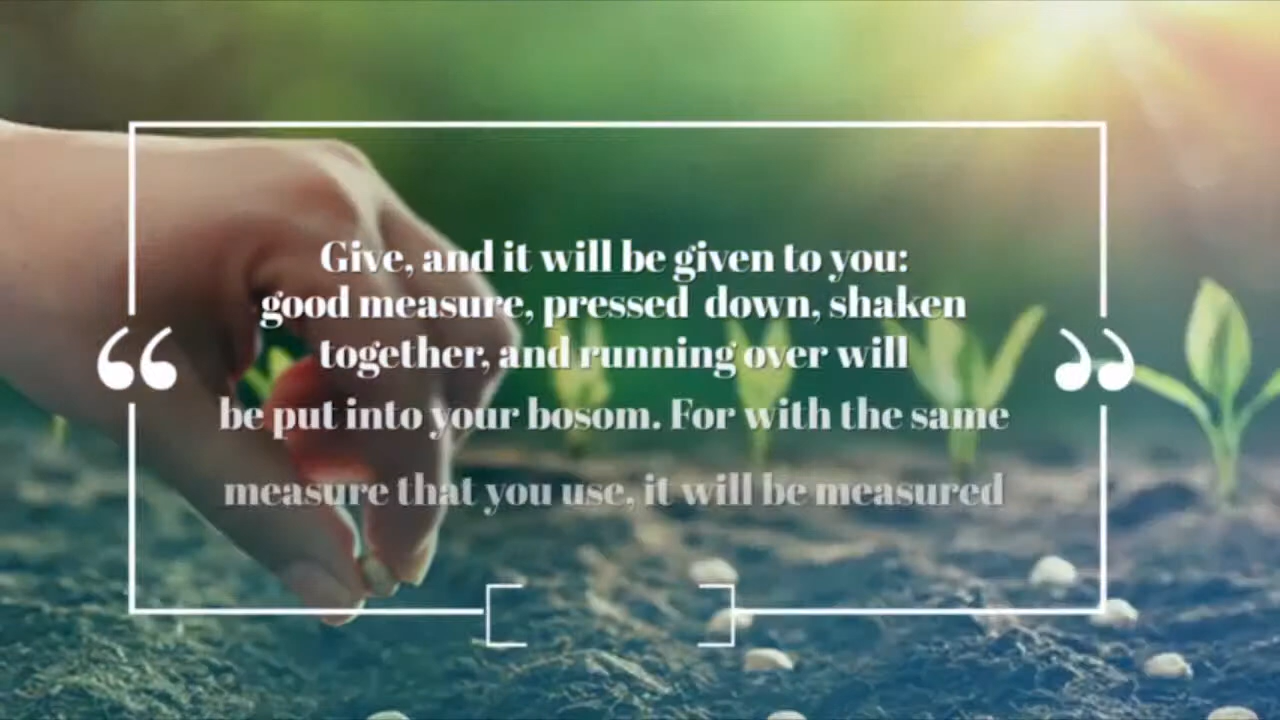 Give, and it will be given to you:
good measure, pressed down, shaken
together, and running over will
be put into your bosom. For with the same
measure that you use, it will be measured